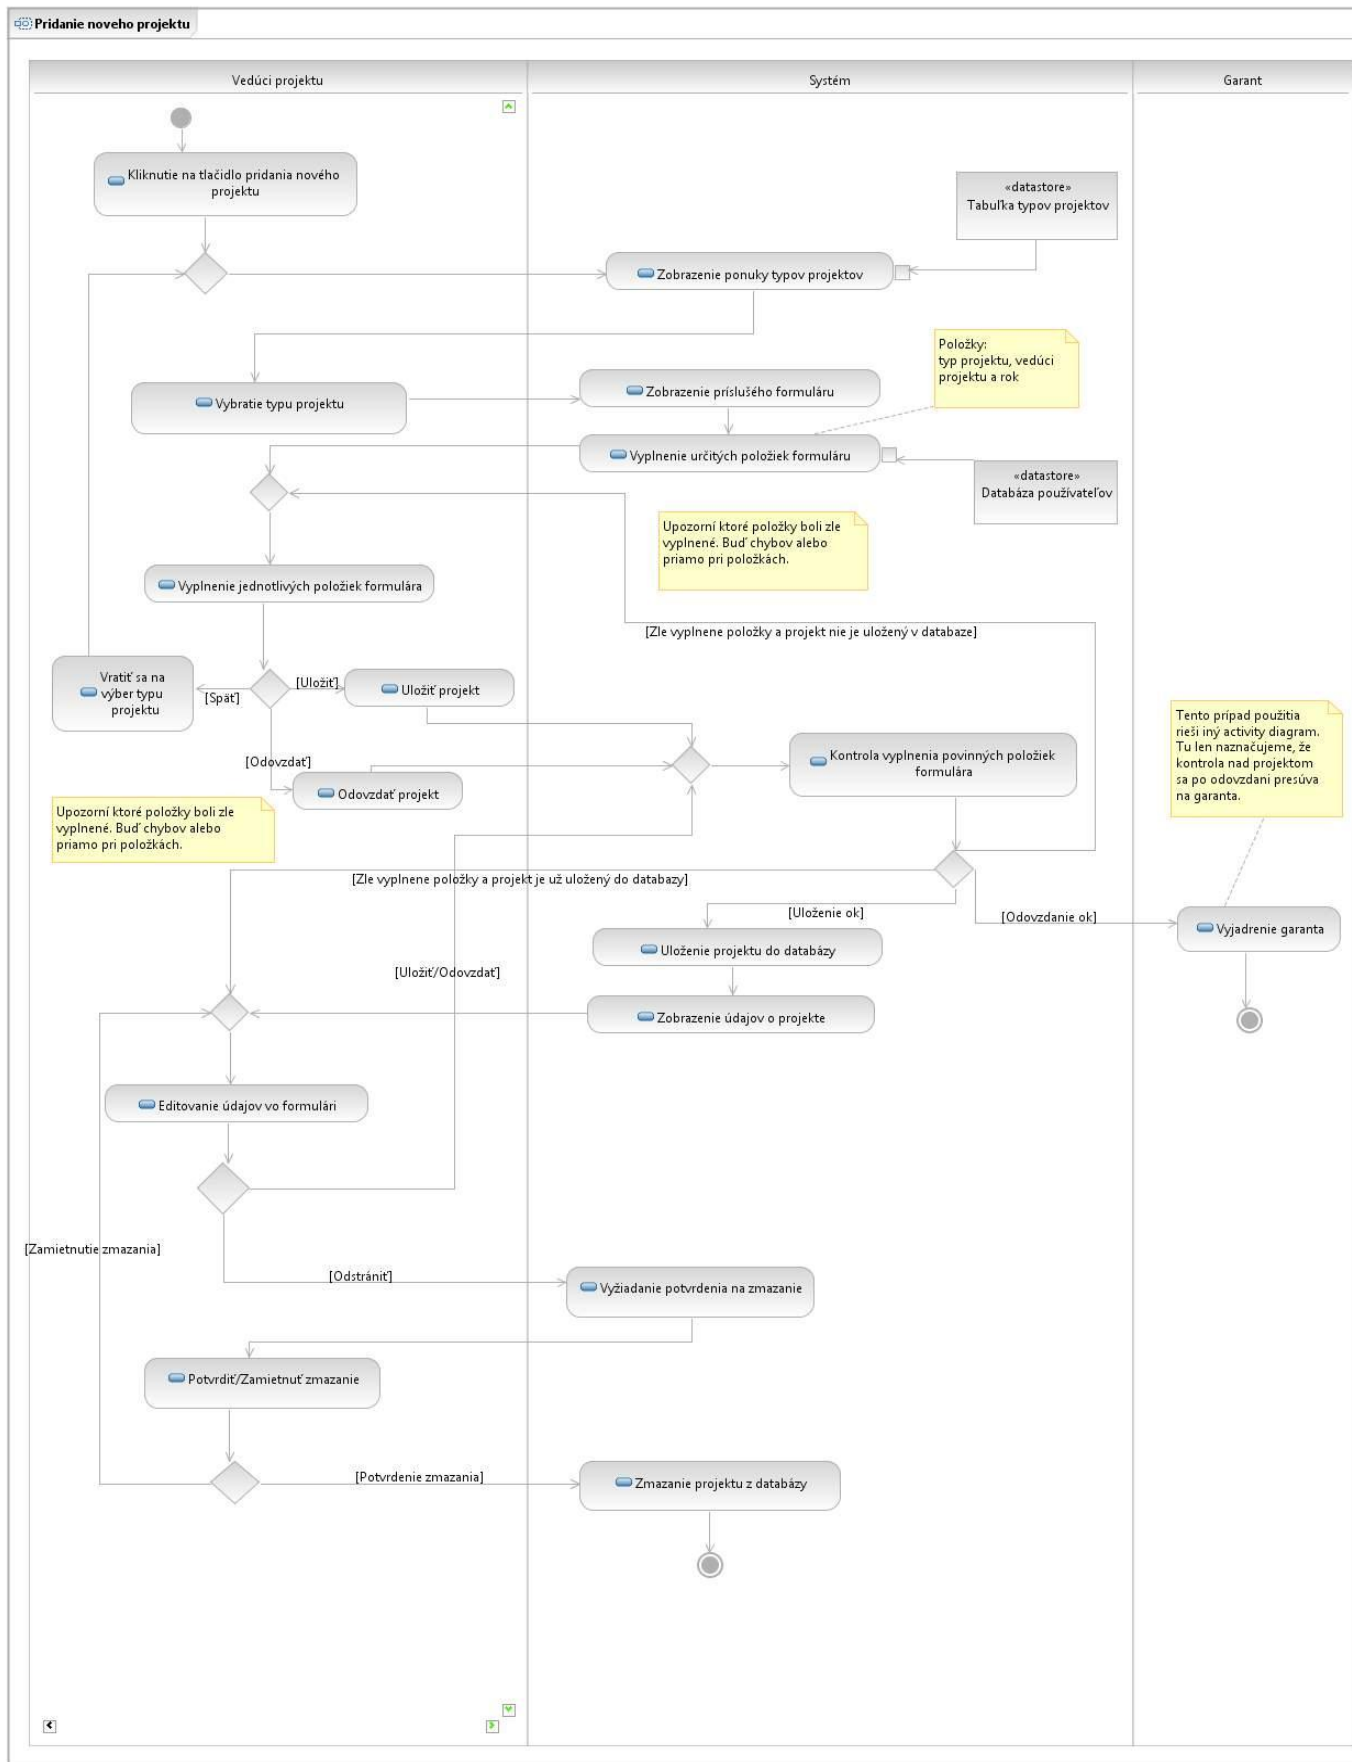 Pridanie noveho projektu
Vedúci projektu
Systém
Garant
Kliknutie na tlačidlo pridania nového
projektu
«datastore»
Tabuľka typov projektov
Zobrazenie ponuky typov projektov
Položky:
typ projektu, vedúci
projektu a rok
Vybratie typu projektu
Zobrazenie príslušého formuláru
Vyplnenie určitých položiek formuláru
«datastore»
Databáza používateľov
Upozorní ktoré položky boli zle
vyplnené. Buď chybov alebo
priamo pri položkách.
Vyplnenie jednotlivých položiek formulára
[Zle vyplnene položky a projekt nie je uložený v databaze]
Vratiť sa na
výber typu
projektu
[Späť]
[Uložiť]
Uložiť projekt
Tento prípad použitia
rieši iný activity diagram.
Tu len naznačujeme, že
kontrola nad projektom
sa po odovzdani presúva
na garanta.
[Odovzdať]
Odovzdať projekt
Kontrola vyplnenia povinných položiek
formulára
Upozorní ktoré položky boli zle
vyplnené. Buď chybov alebo
priamo pri položkách.
[Zle vyplnene položky a projekt je už uložený do databazy]
[Uloženie ok]
[Odovzdanie ok]
Vyjadrenie garanta
Uloženie projektu do databázy
[Uložiť/Odovzdať]
Zobrazenie údajov o projekte
Editovanie údajov vo formulári
[Zamietnutie zmazania]
[Odstrániť]
Vyžiadanie potvrdenia na zmazanie
Potvrdiť/Zamietnuť zmazanie
[Potvrdenie zmazania]
Zmazanie projektu z databázy